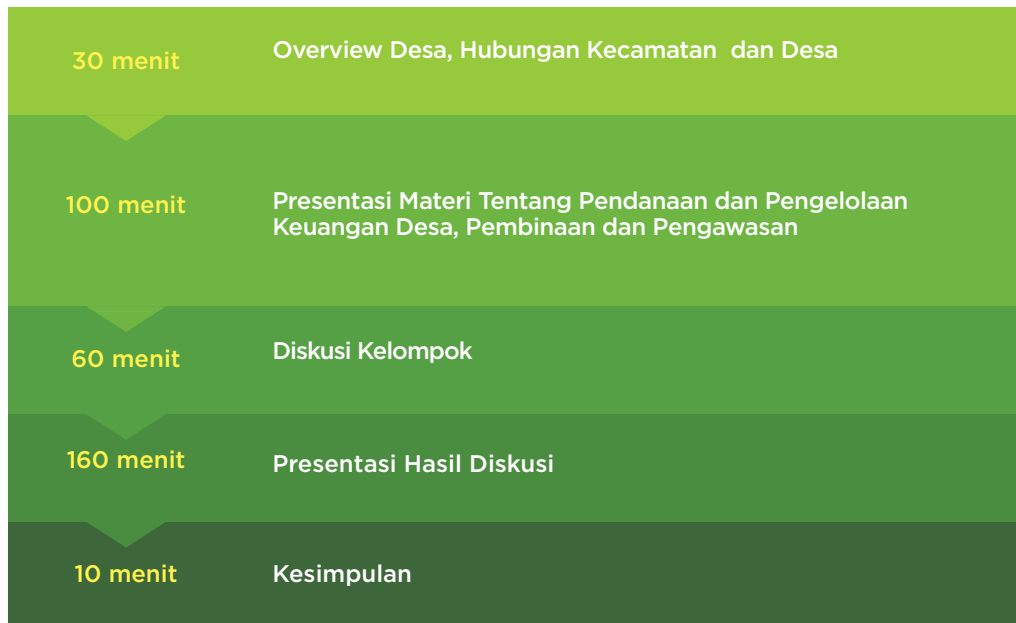 30 menit
Overview Desa, Hubungan Kecamatan dan Desa
100 menit
Presentasi Materi Tentang Pendanaan dan Pengelolaan
Keuangan Desa, Pembinaan dan Pengawasan
60 menit
Diskusi Kelompok
160 menit
Presentasi Hasil Diskusi
10 menit
Kesimpulan